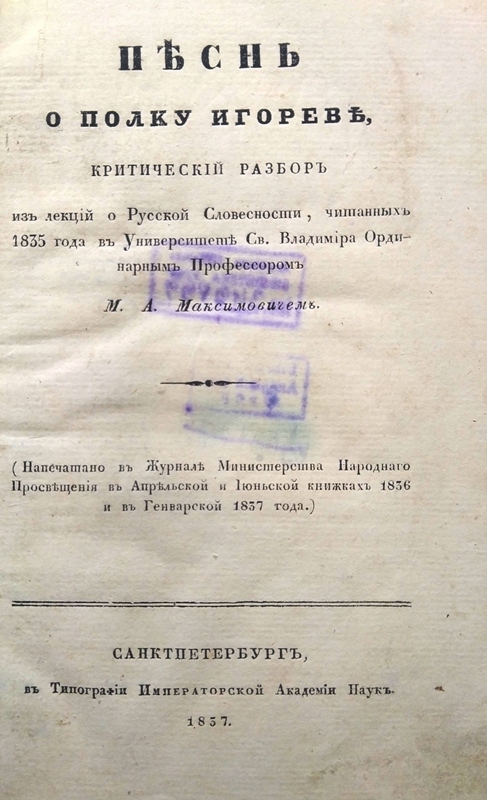 ПѢСНЬ
О ПОЛКУ ИГОРЕВѢ,
КРИТИЧЕСКІЙ РАЗБОРЪ
изъ лекцій о Русской Словесности, читанныхъ
1835 года въ Университетѣ Св. Владиміра Орди-
нарнымъ Профессоромъ
М. А. Максимовичемъ.
(Напечатано въ Журналѣ Министерства Народнаго
Просвѣщенія въ Апрѣльской и Іюньской книжкахъ 1836
и въ Генварской 1837 года.)
САНКТПЕТЕРБУРГЪ,
въ Типографіи Императорской Академіи Наукъ.
1837.